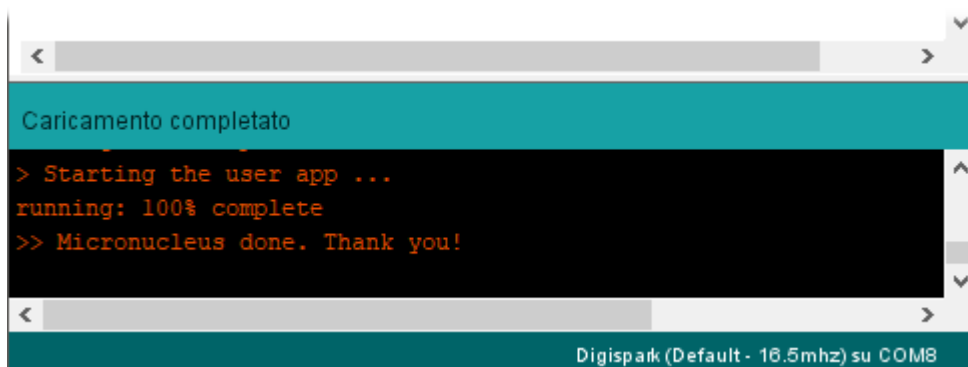 Caricamento completato
> Starting the user app ...
running: 100% complete
>> Micronucleus done. Thank you!
Digispark (Default - 16.5mhz) su COM8